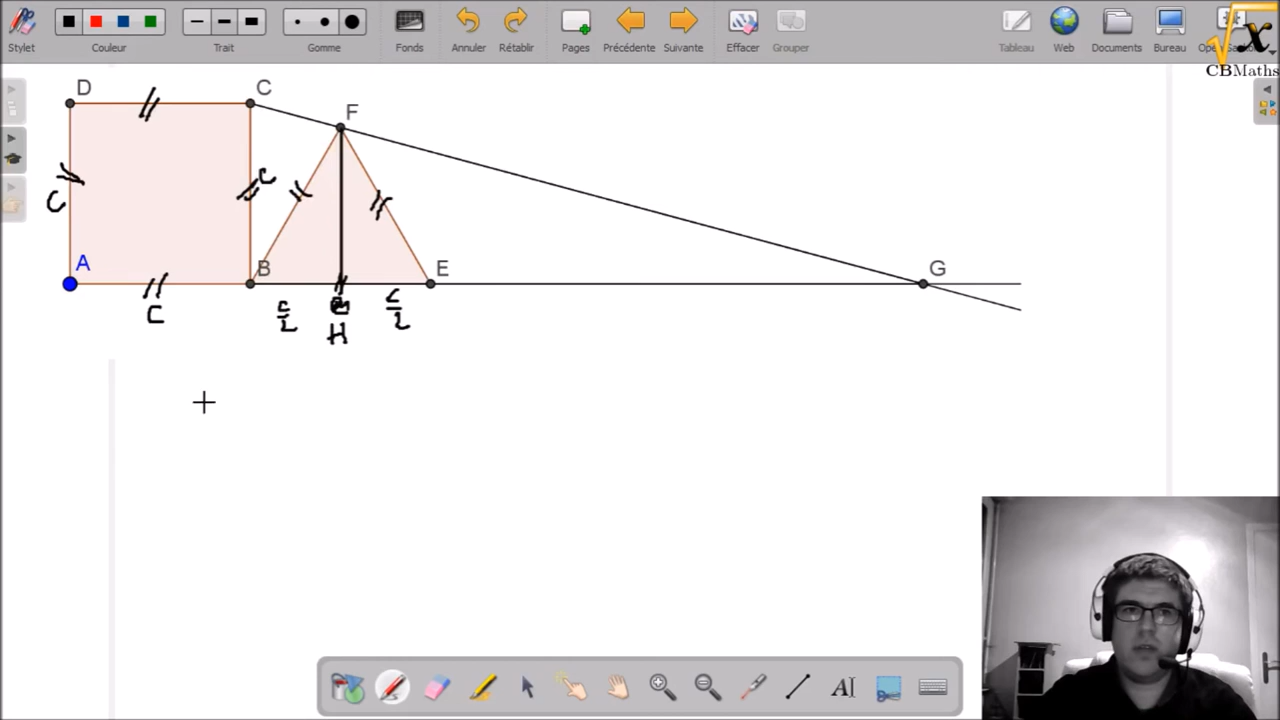 Stylet
Couleur
Trait
Gomme
Fonds
Annuler
Rétablir
Pages
Précédente
Suivante
Effacer
Grouper
Tableau
Web
Documents
Bureau
CBMaths
D
C
F
C
C
A
B
E
G
C
c/2
H
c/2
AI